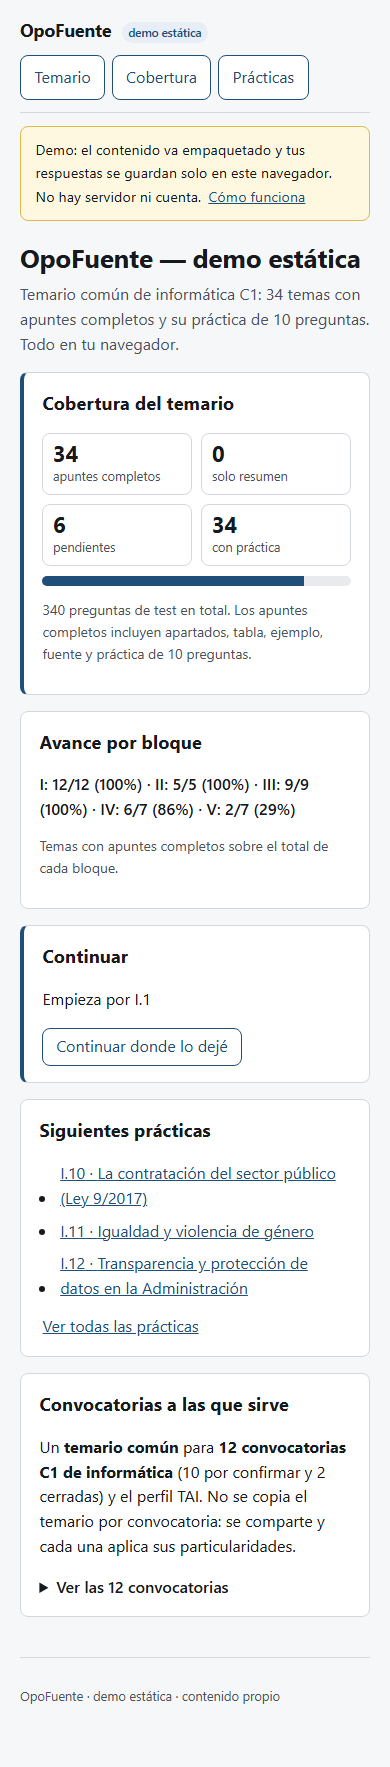 OpoFuente demo estática
Temario Cobertura Prácticas
Demo: el contenido va empaquetado y tus
respuestas se guardan solo en este navegador.
No hay servidor ni cuenta. Cómo funciona
OpoFuente — demo estática
Temario común de informática C1: 34 temas con
apuntes completos y su práctica de 10 preguntas.
Todo en tu navegador.
Cobertura del temario
34
apuntes completos
0
solo resumen
6
pendientes
34
con práctica
340 preguntas de test en total. Los apuntes
completos incluyen apartados, tabla, ejemplo,
fuente y práctica de 10 preguntas.
Avance por bloque
I: 12/12 (100%) · II: 5/5 (100%) · III: 9/9
(100%) · IV: 6/7 (86%) · V: 2/7 (29%)
Temas con apuntes completos sobre el total de
cada bloque.
Continuar
Empieza por I.1
Continuar donde lo dejé
Siguientes prácticas
I.10 · La contratación del sector público
(Ley 9/2017)
I.11 · Igualdad y violencia de género
I.12 · Transparencia y protección de
datos en la Administración
Ver todas las prácticas
Convocatorias a las que sirve
Un temario común para 12 convocatorias
C1 de informática (10 por confirmar y 2
cerradas) y el perfil TAI. No se copia el
temario por convocatoria: se comparte y
cada una aplica sus particularidades.
Ver las 12 convocatorias
OpoFuente · demo estática · contenido propio